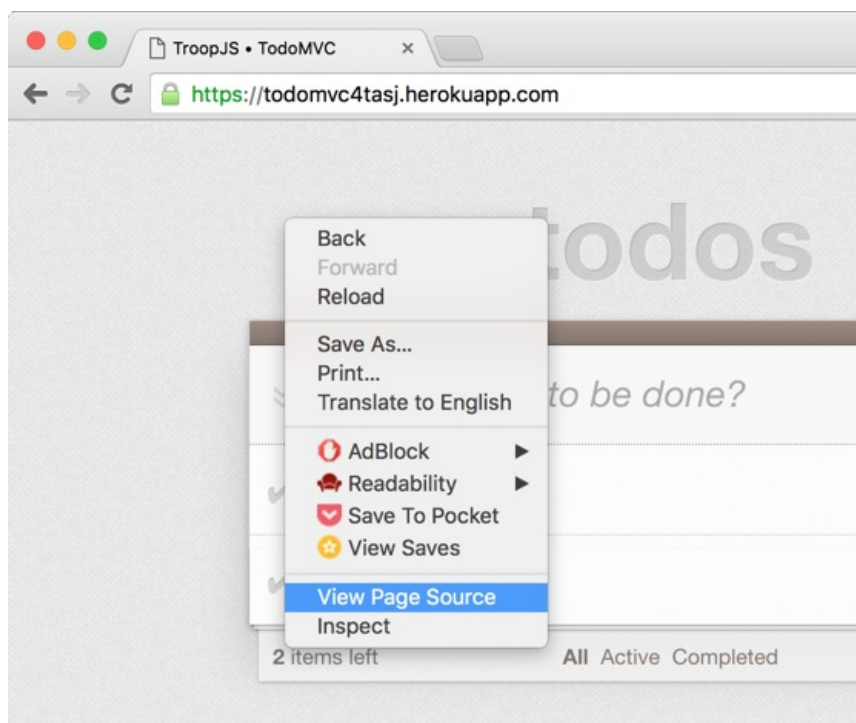 TroopJS • TodoMVC
https://todomvc4tasj.herokuapp.com
todos
Back
Forward
Reload
Save As...
Print...
Translate to English
to be done?
AdBlock
Readability
Save To Pocket
View Saves
View Page Source
Inspect
2 items left All Active Completed